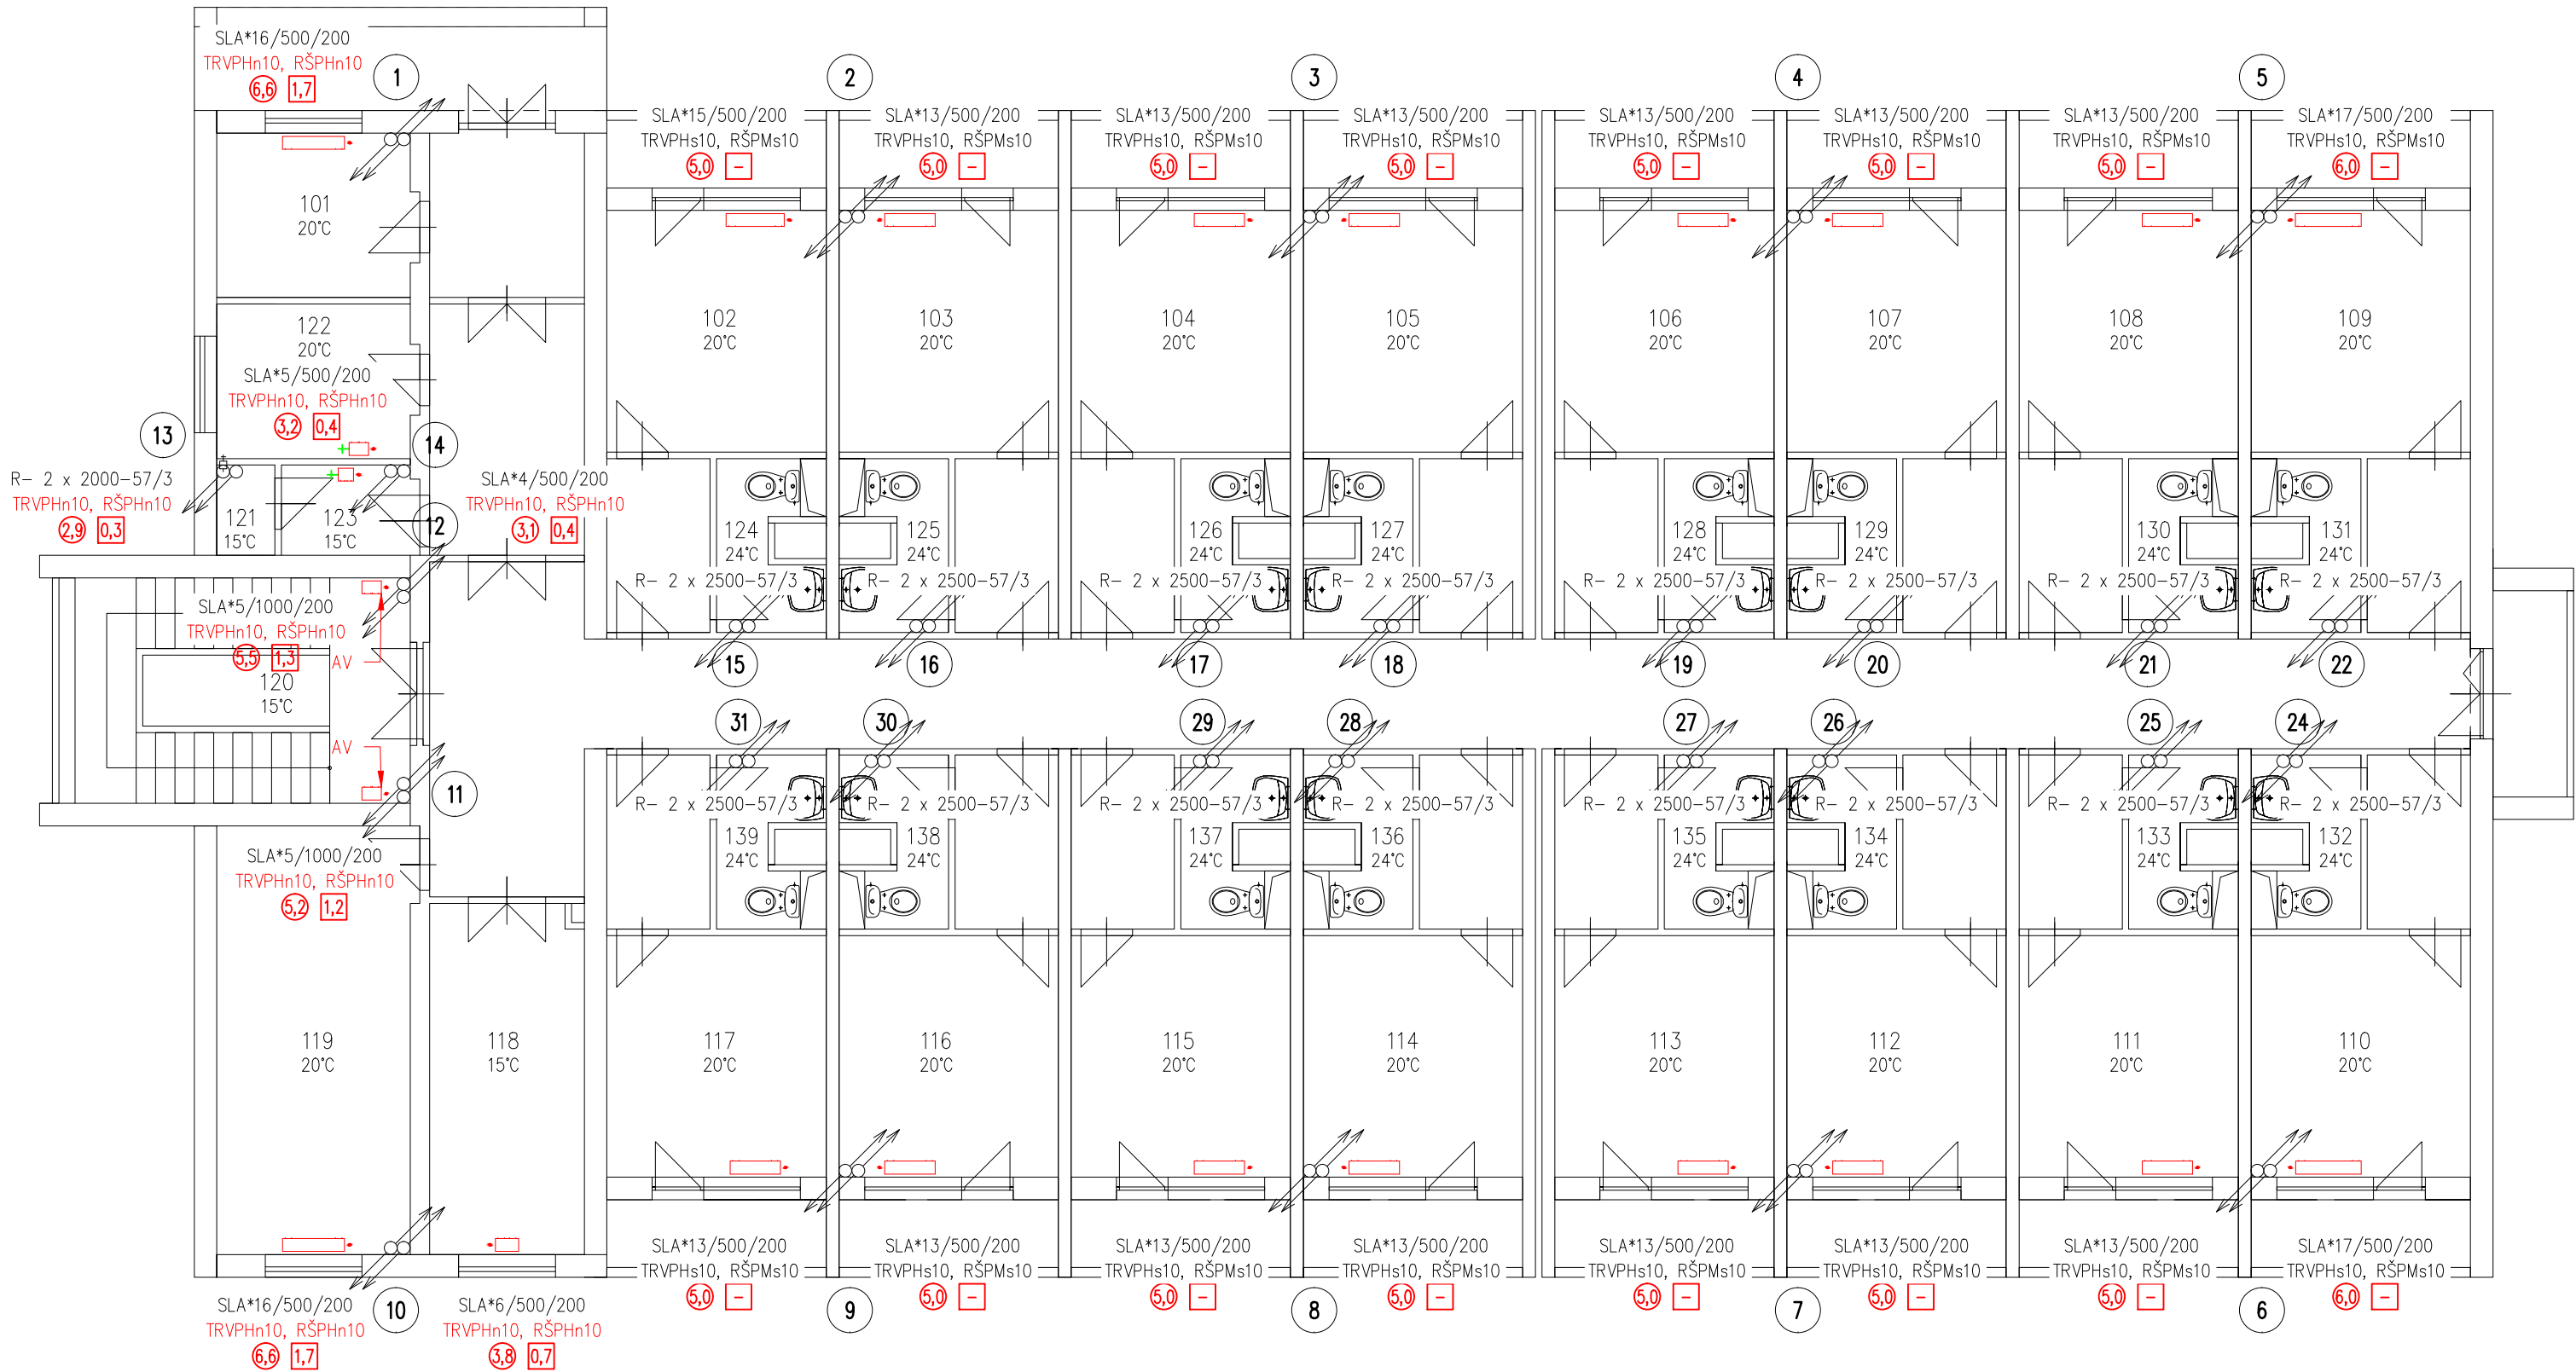 SLA*16/500/200
TRVPHn10, RŠPHn10
6,6 1,7
1
2
3
4
5
SLA*15/500/200
TRVPHs10, RŠPMs10
5,0 –
SLA*13/500/200
TRVPHs10, RŠPMs10
5,0 –
SLA*13/500/200
TRVPHs10, RŠPMs10
5,0 –
SLA*13/500/200
TRVPHs10, RŠPMs10
5,0 –
SLA*13/500/200
TRVPHs10, RŠPMs10
5,0 –
SLA*13/500/200
TRVPHs10, RŠPMs10
5,0 –
SLA*13/500/200
TRVPHs10, RŠPMs10
5,0 –
SLA*17/500/200
TRVPHs10, RŠPMs10
6,0 –
101
20°C
122
20°C
SLA*5/500/200
TRVPHn10, RŠPHn10
3,2 0,4
102
20°C
103
20°C
104
20°C
105
20°C
106
20°C
107
20°C
108
20°C
109
20°C
13
14
R– 2 x 2000–57/3
TRVPHn10, RŠPHn10
2,9 0,3
121
15°C
123
15°C
12
SLA*4/500/200
TRVPHn10, RŠPHn10
3,1 0,4
124
24°C
125
24°C
126
24°C
127
24°C
128
24°C
129
24°C
130
24°C
131
24°C
R– 2 x 2500–57/3
R– 2 x 2500–57/3
R– 2 x 2500–57/3
R– 2 x 2500–57/3
R– 2 x 2500–57/3
R– 2 x 2500–57/3
R– 2 x 2500–57/3
R– 2 x 2500–57/3
SLA*5/1000/200
TRVPHn10, RŠPHn10
5,5 1,3
AV
120
15°C
AV
15
16
17
18
19
20
21
22
31
30
29
28
27
26
25
24
11
R– 2 x 2500–57/3
R– 2 x 2500–57/3
R– 2 x 2500–57/3
R– 2 x 2500–57/3
R– 2 x 2500–57/3
R– 2 x 2500–57/3
R– 2 x 2500–57/3
R– 2 x 2500–57/3
139
24°C
138
24°C
137
24°C
136
24°C
135
24°C
134
24°C
133
24°C
132
24°C
SLA*5/1000/200
TRVPHn10, RŠPHn10
5,2 1,2
119
20°C
118
15°C
117
20°C
116
20°C
115
20°C
114
20°C
113
20°C
112
20°C
111
20°C
110
20°C
SLA*13/500/200
TRVPHs10, RŠPMs10
5,0 –
SLA*13/500/200
TRVPHs10, RŠPMs10
5,0 –
SLA*13/500/200
TRVPHs10, RŠPMs10
5,0 –
SLA*13/500/200
TRVPHs10, RŠPMs10
5,0 –
SLA*13/500/200
TRVPHs10, RŠPMs10
5,0 –
SLA*13/500/200
TRVPHs10, RŠPMs10
5,0 –
SLA*13/500/200
TRVPHs10, RŠPMs10
5,0 –
SLA*17/500/200
TRVPHs10, RŠPMs10
6,0 –
SLA*16/500/200
TRVPHn10, RŠPHn10
6,6 1,7
10
SLA*6/500/200
TRVPHn10, RŠPHn10
3,8 0,7
9
8
7
6